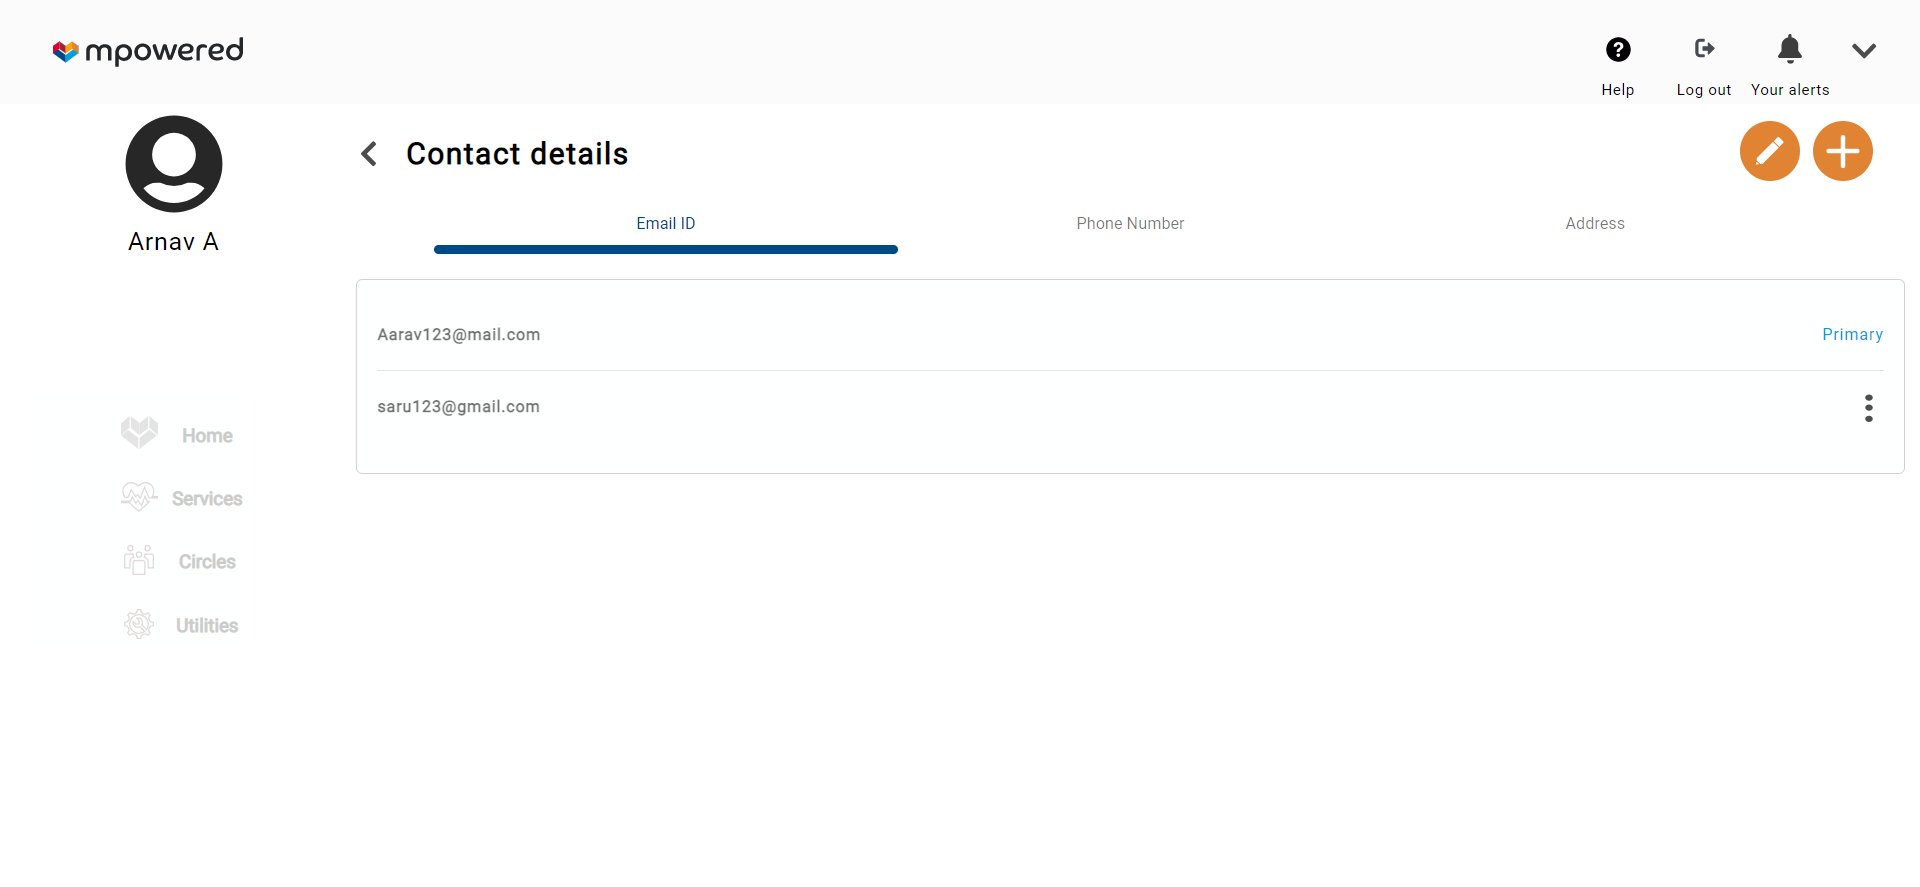 mpowered
Help
Log out
Your alerts
Arnav A
Contact details
Email ID
Phone Number
Address
Aarav123@mail.com
Primary
saru123@gmail.com
Home
Services
Circles
Utilities